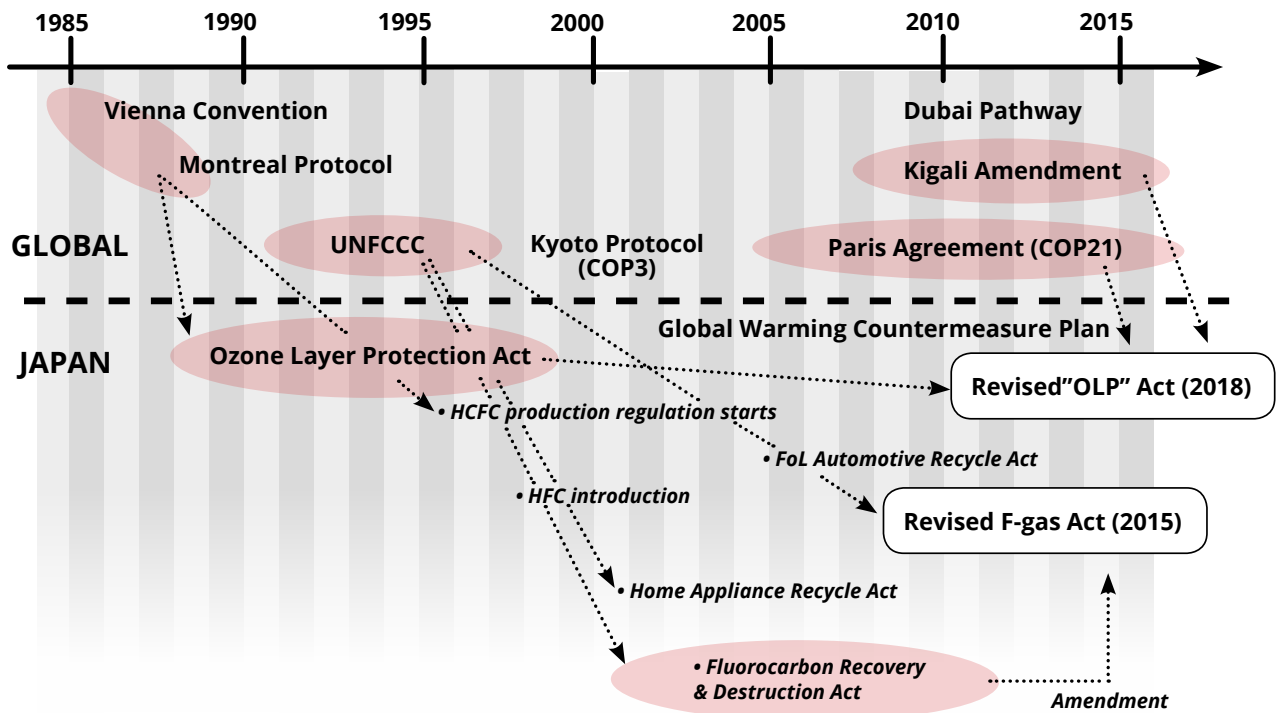 1985 1990 1995 2000 2005 2010 2015
Vienna Convention
Dubai Pathway
Montreal Protocol
Kigali Amendment
GLOBAL
UNFCCC
Kyoto Protocol
(COP3)
Paris Agreement (COP21)
Global Warming Countermeasure Plan
JAPAN
Ozone Layer Protection Act
Revised”OLP” Act (2018)
• HCFC production regulation starts
• FoL Automotive Recycle Act
• HFC introduction
Revised F-gas Act (2015)
• Home Appliance Recycle Act
• Fluorocarbon Recovery
& Destruction Act
Amendment